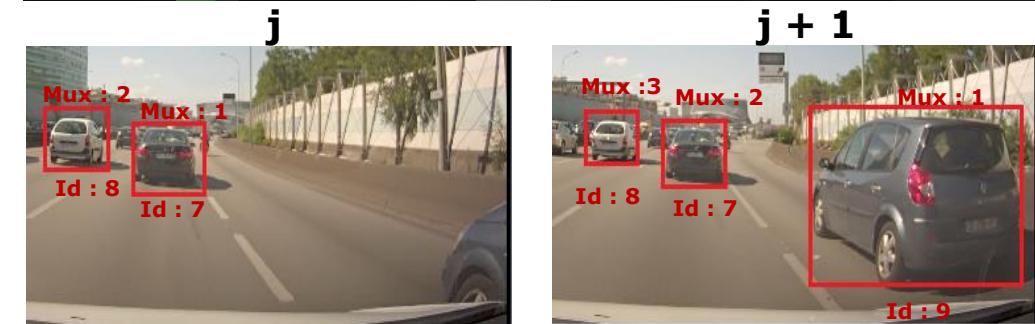 j
j + 1
Mux : 2
Mux : 1
Id : 8
Id : 7
Mux :3
Mux : 2
Mux : 1
Id : 8
Id : 7
Id : 9